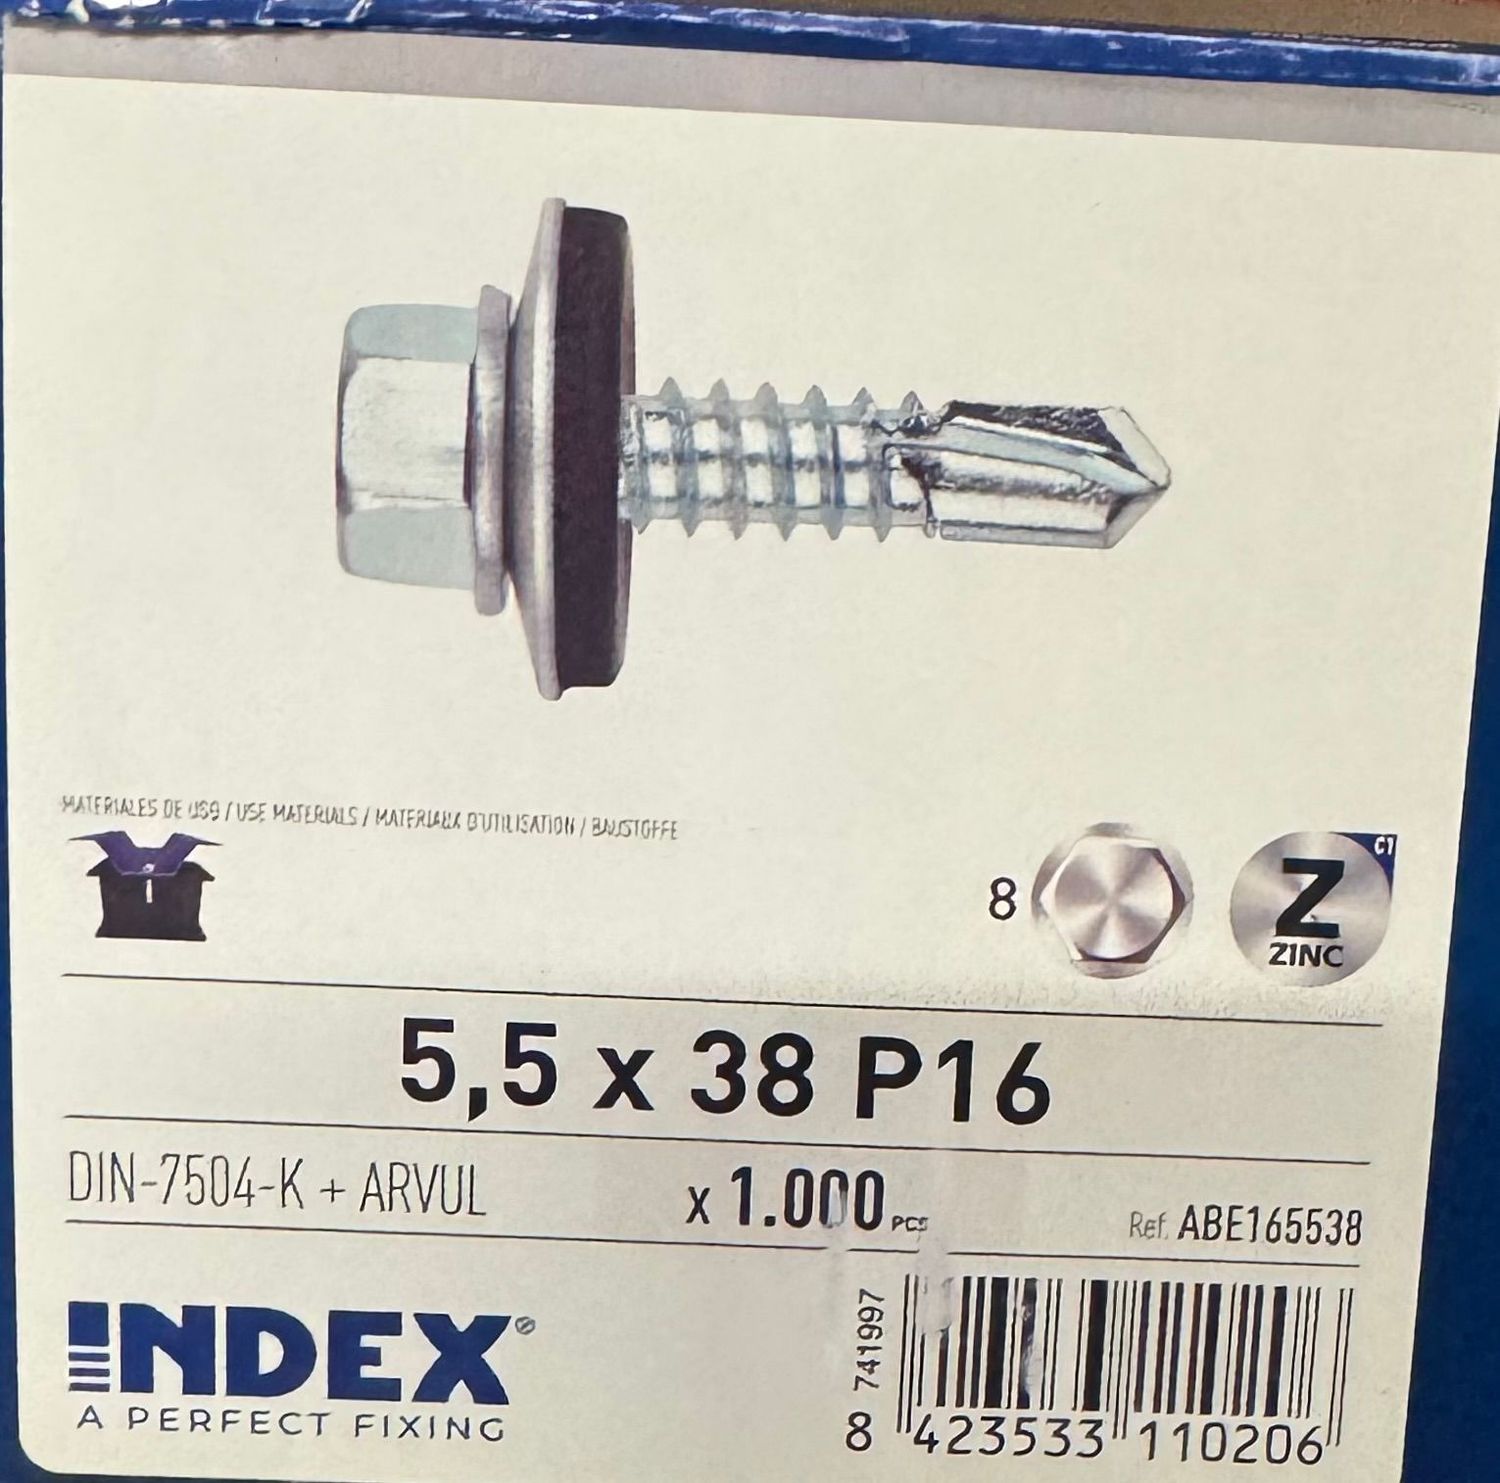 MATERIALES DE USO / USE MATERIALS / MATERIAUX D'UTILISATION / BAUSTOFFE
8
C1
Z
ZINC
5,5 x 38 P16
DIN-7504-K + ARVUL
x 1.000 PCS
Ref. ABE165538
INDEX®
A PERFECT FIXING
741997
8 423533 110206